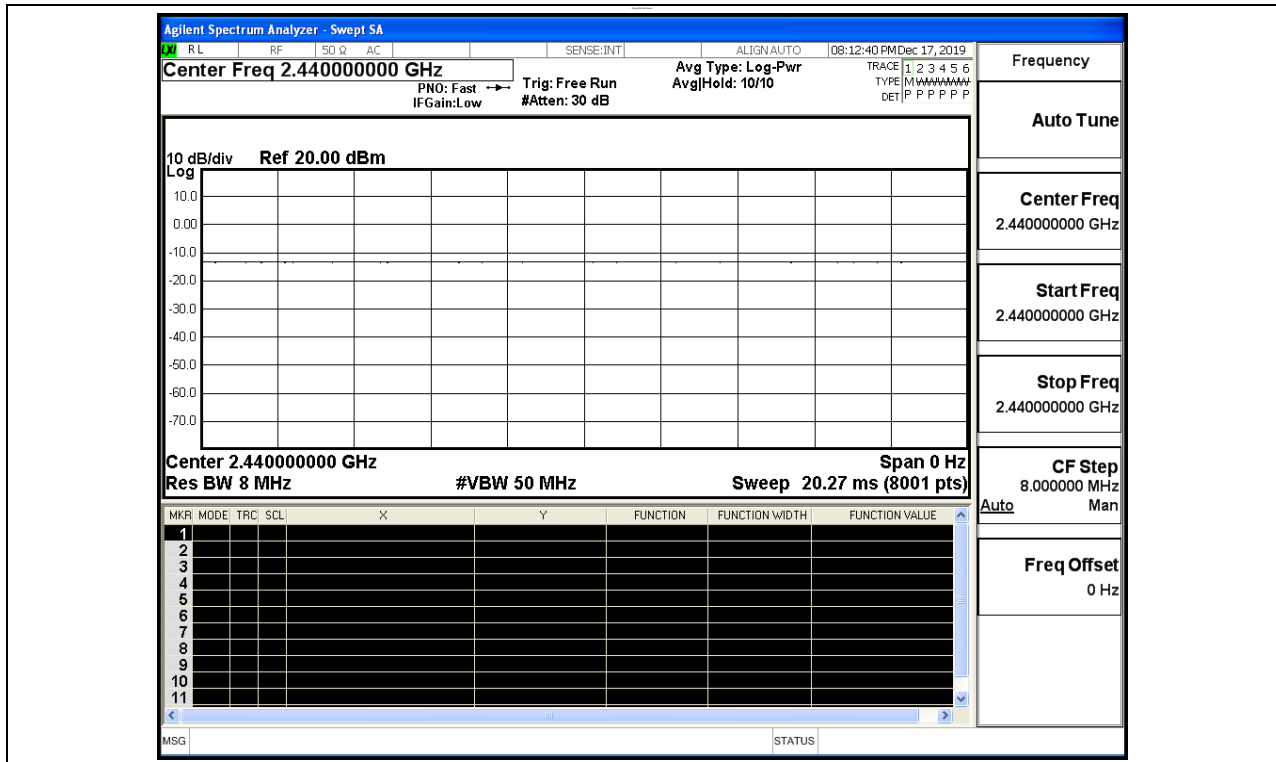 Agilent Spectrum Analyzer - Swept SA
LXI RL RF 50 Ω AC SENSE:INT ALIGN AUTO 08:12:40 PM Dec 17, 2019
Center Freq 2.440000000 GHz
PNO: Fast
IFGain:Low
Trig: Free Run
#Atten: 30 dB
Avg Type: Log-Pwr
Avg|Hold: 10/10
TRACE 1 2 3 4 5 6
TYPE M WWWWW
DET P P P P P P
10 dB/div Ref 20.00 dBm
Log
10.0
0.00
-10.0
-20.0
-30.0
-40.0
-50.0
-60.0
-70.0
Center 2.440000000 GHz Span 0 Hz
Res BW 8 MHz #VBW 50 MHz Sweep 20.27 ms (8001 pts)
MKR MODE TRC SCL X Y FUNCTION FUNCTION WIDTH FUNCTION VALUE
1
2
3
4
5
6
7
8
9
10
11
MSG STATUS
Frequency
Auto Tune
Center Freq
2.440000000 GHz
Start Freq
2.440000000 GHz
Stop Freq
2.440000000 GHz
CF Step
8.000000 MHz
Auto Man
Freq Offset
0 Hz